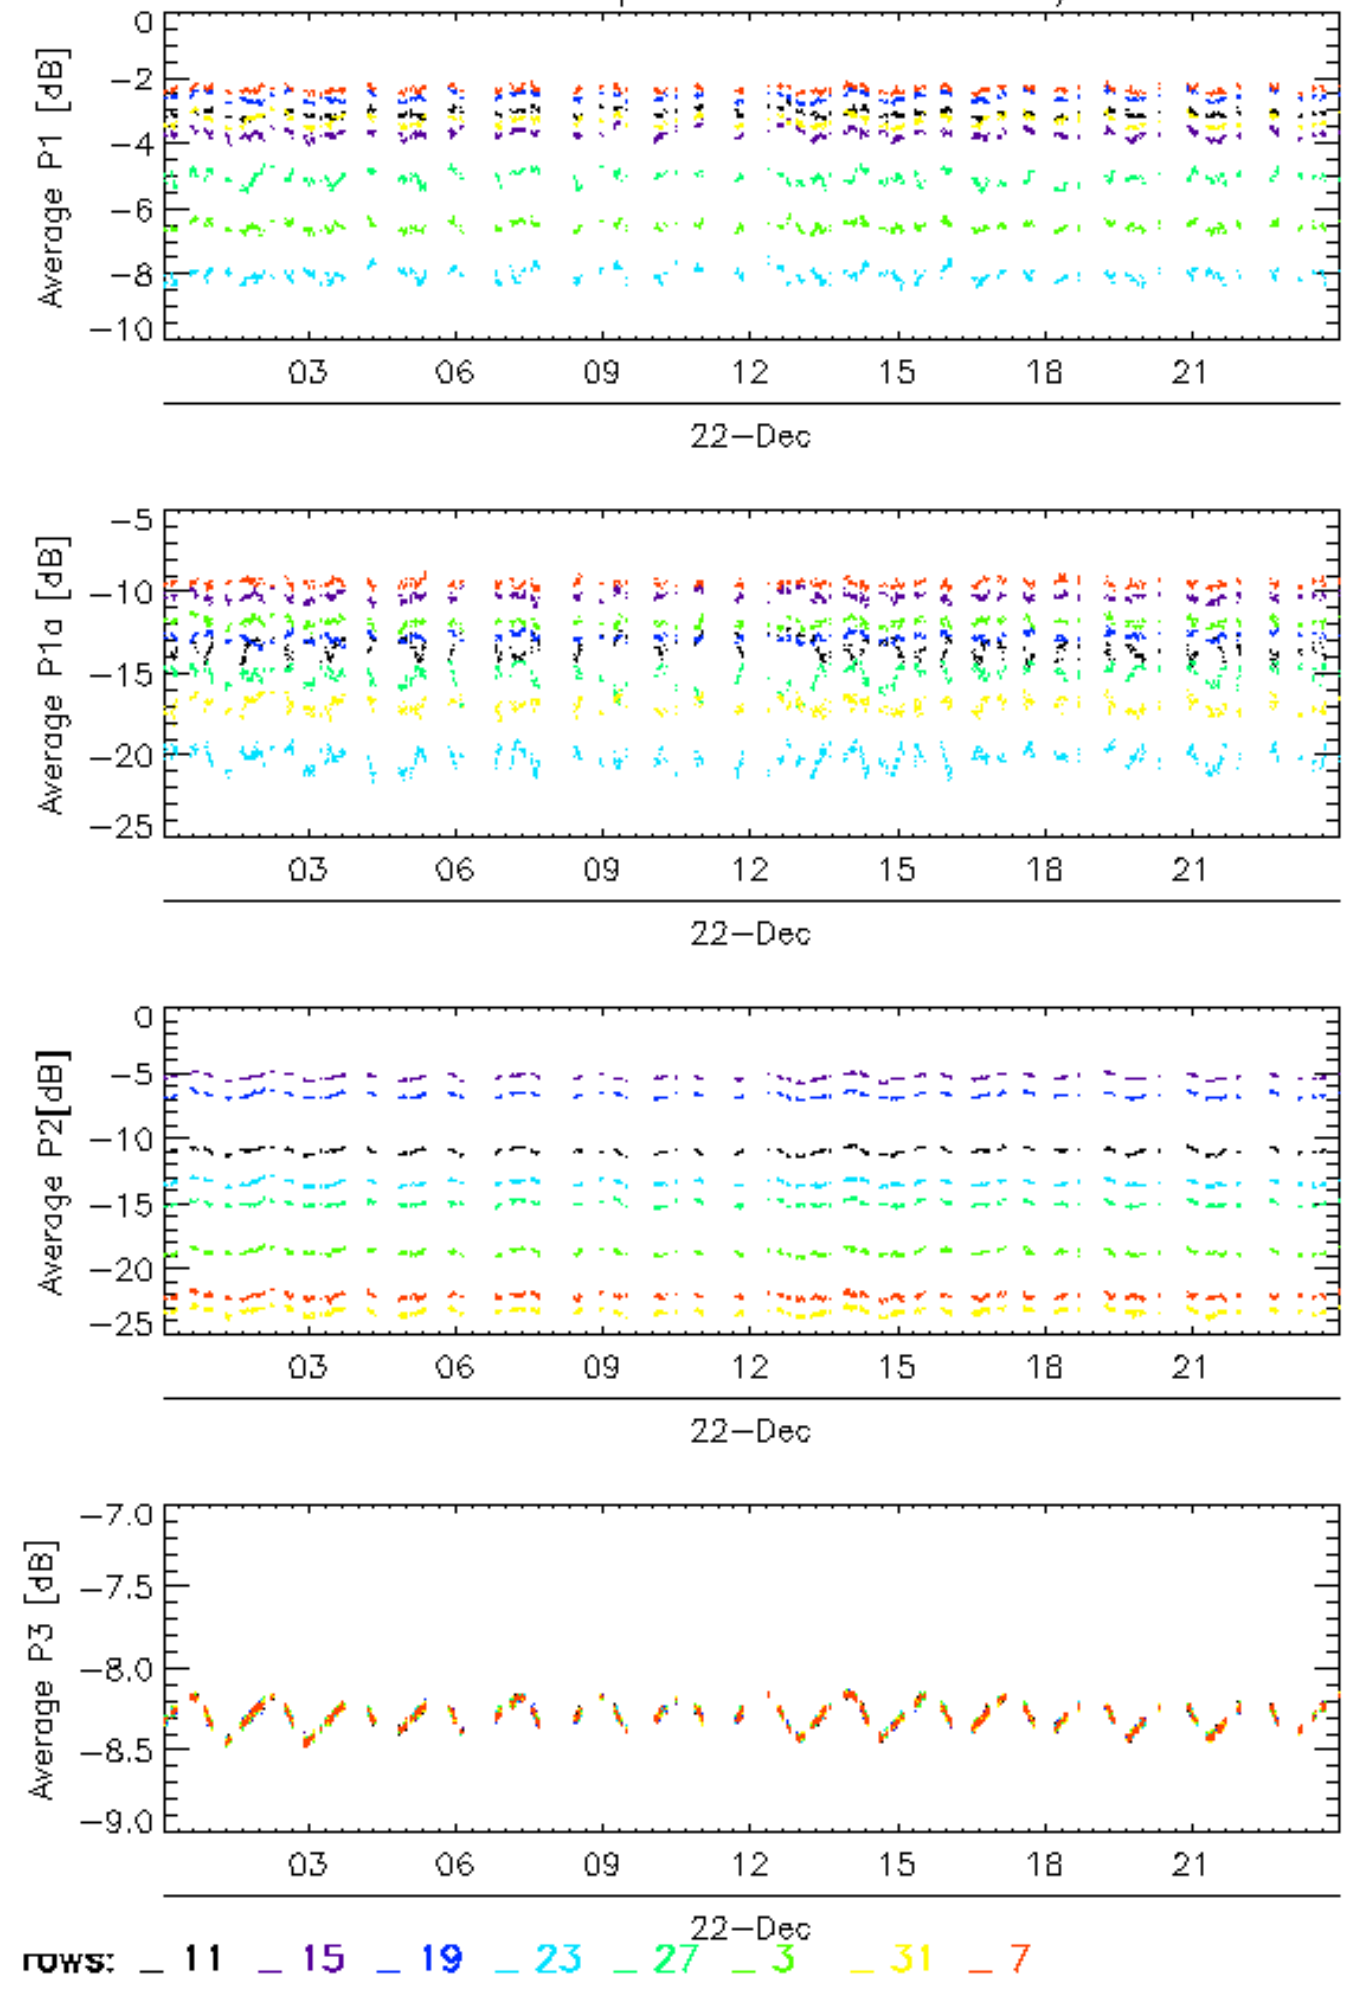 0
−2
−4
−6
−8
−10
Average P1 [dB]
03 06 09 12 15 18 21
22−Dec
−5
−10
−15
−20
−25
Average P1a [dB]
03 06 09 12 15 18 21
22−Dec
0
−5
−10
−15
−20
−25
Average P2[dB]
03 06 09 12 15 18 21
22−Dec
−7.0
−7.5
−8.0
−8.5
−9.0
Average P3 [dB]
03 06 09 12 15 18 21
22−Dec
rows: _ 11 _ 15 _ 19 _ 23 _ 27 _ 3 _ 31 _ 7